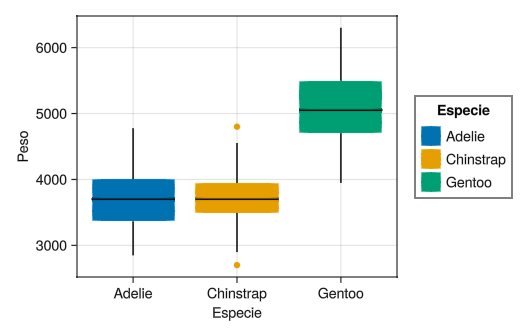 6000
5000
4000
3000
Peso
Adelie
Chinstrap
Gentoo
Especie
Especie
Adelie
Chinstrap
Gentoo